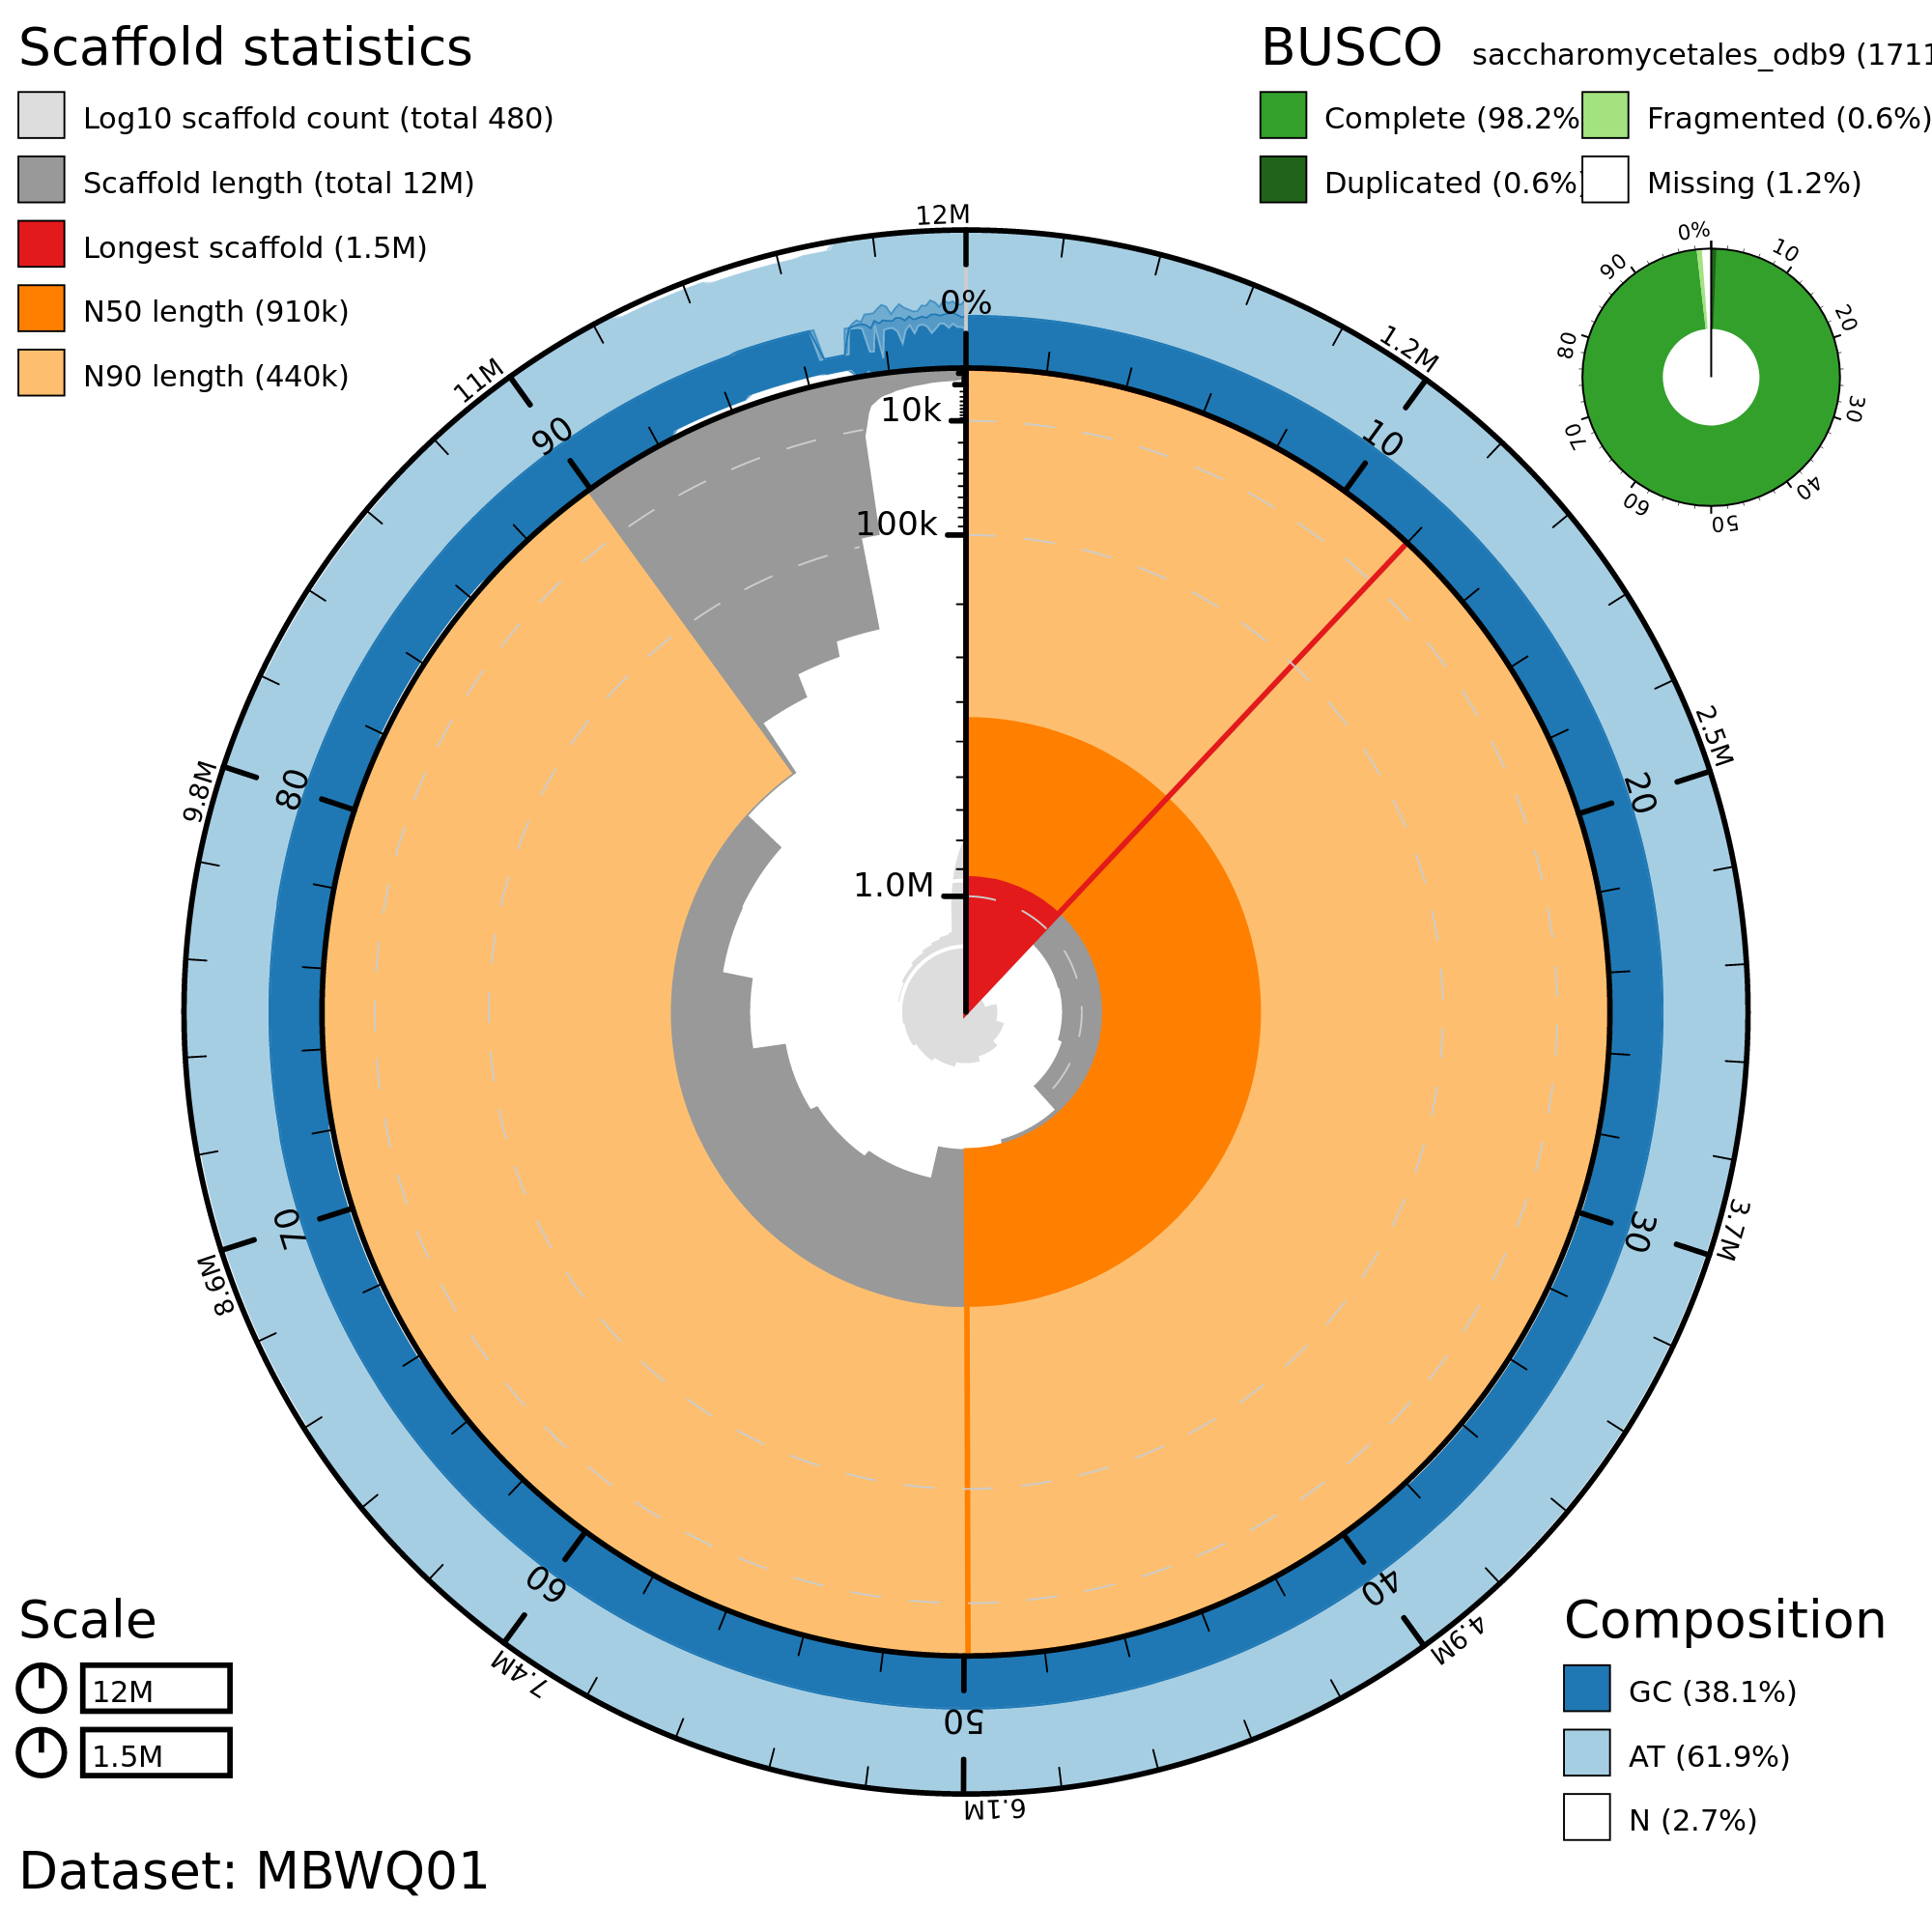 Scaffold statistics
Log10 scaffold count (total 480)
Scaffold length (total 12M)
Longest scaffold (1.5M)
N50 length (910k)
N90 length (440k)
BUSCO saccharomycetales_odb9 (1711
Complete (98.2%
Fragmented (0.6%)
Duplicated (0.6%)
Missing (1.2%)
0%
10
20
30
40
50
60
70
80
90
12M
1.2M
2.5M
3.7M
4.9M
6.1M
7.4M
8.6M
9.8M
11M
0%
10
20
30
40
50
60
70
80
90
10k
100k
1.0M
Scale
12M
1.5M
Composition
GC (38.1%)
AT (61.9%)
N (2.7%)
Dataset: MBWQ01